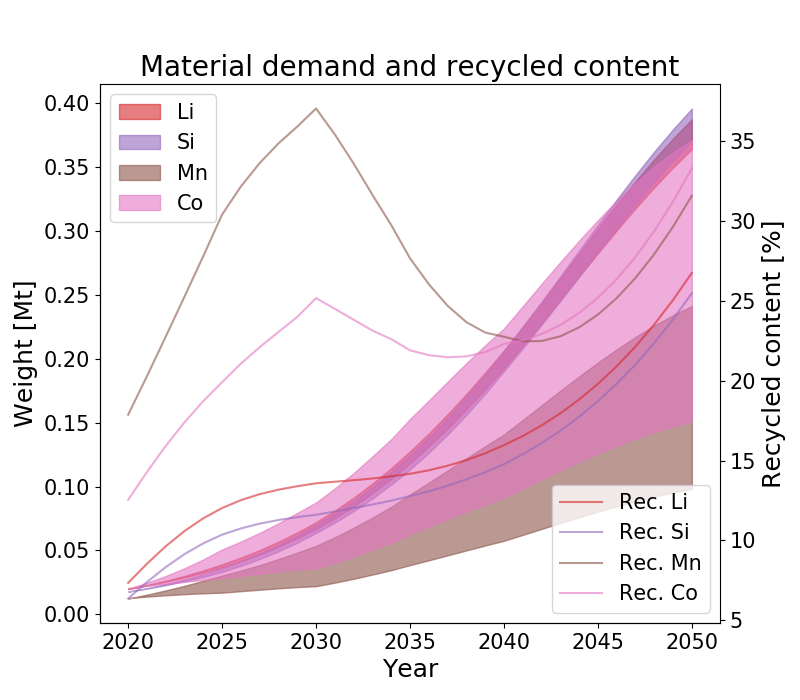 Material demand and recycled content
Weight [Mt]
0.40
0.35
0.30
0.25
0.20
0.15
0.10
0.05
0.00
Li
Si
Mn
Co
35
30
25
20
15
10
5
Recycled content [%]
Rec. Li
Rec. Si
Rec. Mn
Rec. Co
2020 2025 2030 2035 2040 2045 2050
Year